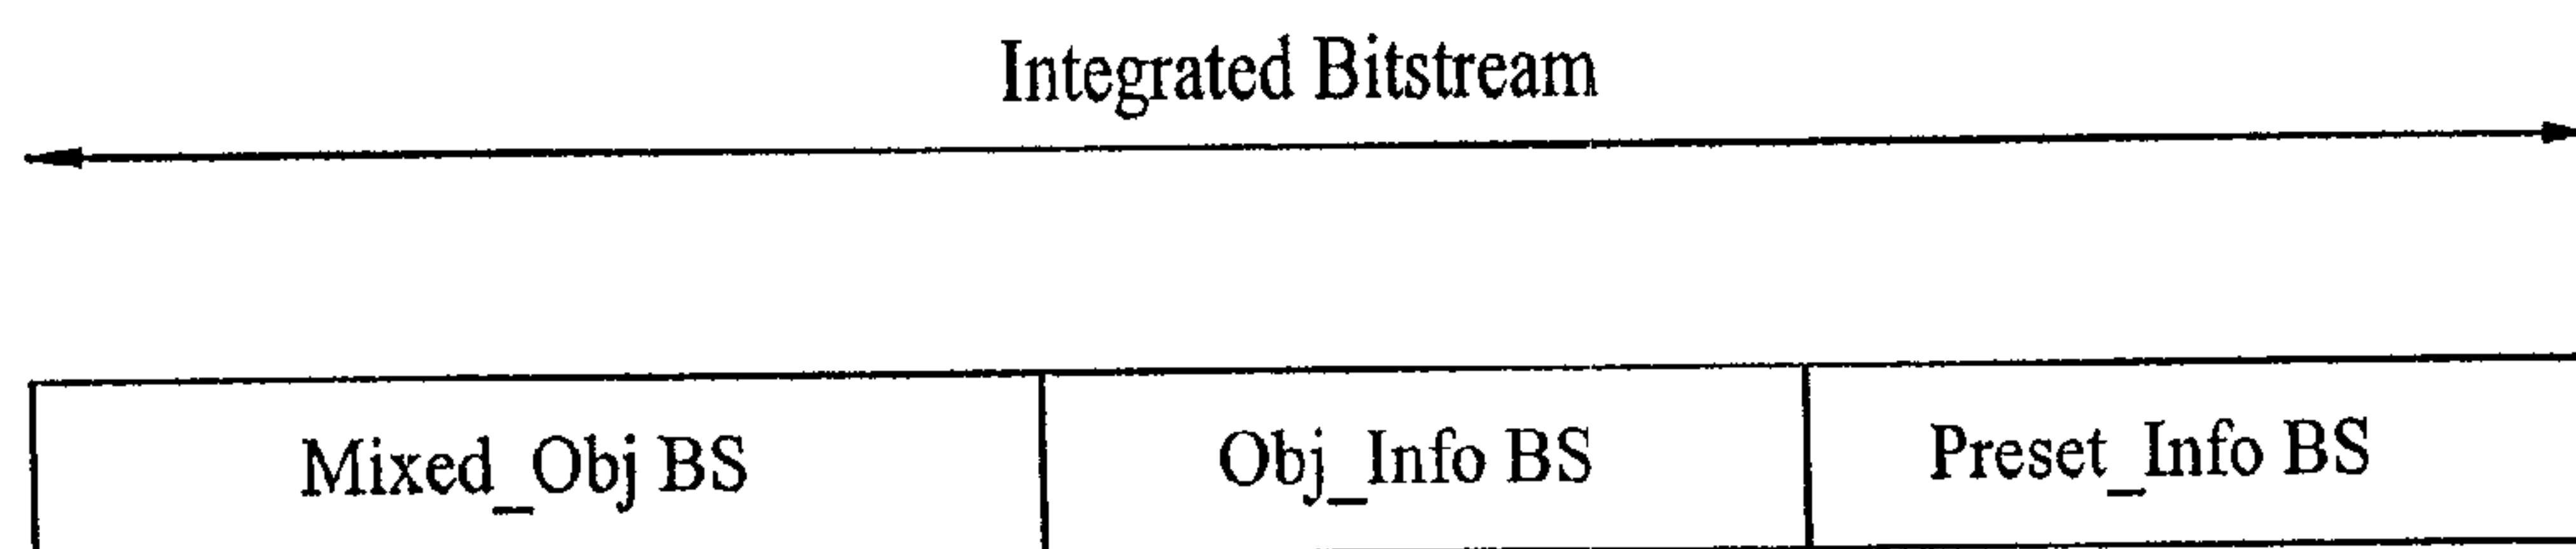 Integrated Bitstream
Mixed_Obj BS Obj_Info BS Preset_Info BS